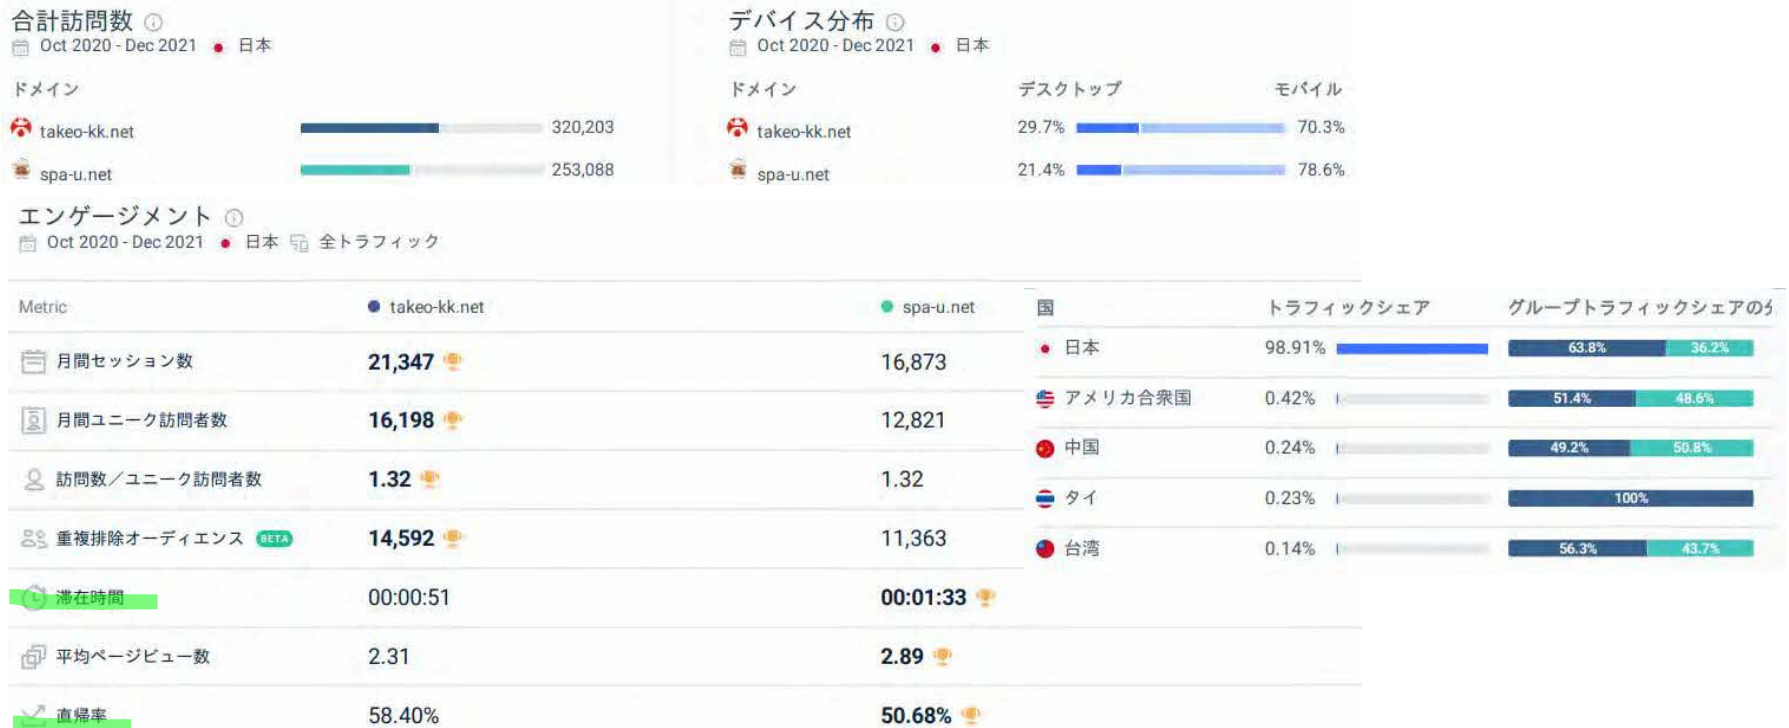 合計訪問数
Oct 2020 - Dec 2021 日本
ドメイン
takeo-kk.net 320,203
spa-u.net 253,088
デバイス分布
Oct 2020 - Dec 2021 日本
ドメイン デスクトップ モバイル
takeo-kk.net 29.7% 70.3%
spa-u.net 21.4% 78.6%
エンゲージメント
Oct 2020 - Dec 2021 日本 全トラフィック
Metric takeo-kk.net spa-u.net
月間セッション数 21,347 16,873
月間ユニーク訪問者数 16,198 12,821
訪問数/ユニーク訪問者数 1.32 1.32
重複排除オーディエンス BETA 14,592 11,363
滞在時間 00:00:51 00:01:33
平均ページビュー数 2.31 2.89
直帰率 58.40% 50.68%
国 トラフィックシェア グループトラフィックシェアの
日本 98.91% 63.8% 36.2%
アメリカ合衆国 0.42% 51.4% 48.6%
中国 0.24% 49.2% 50.8%
タイ 0.23% 100%
台湾 0.14% 56.3% 43.7%